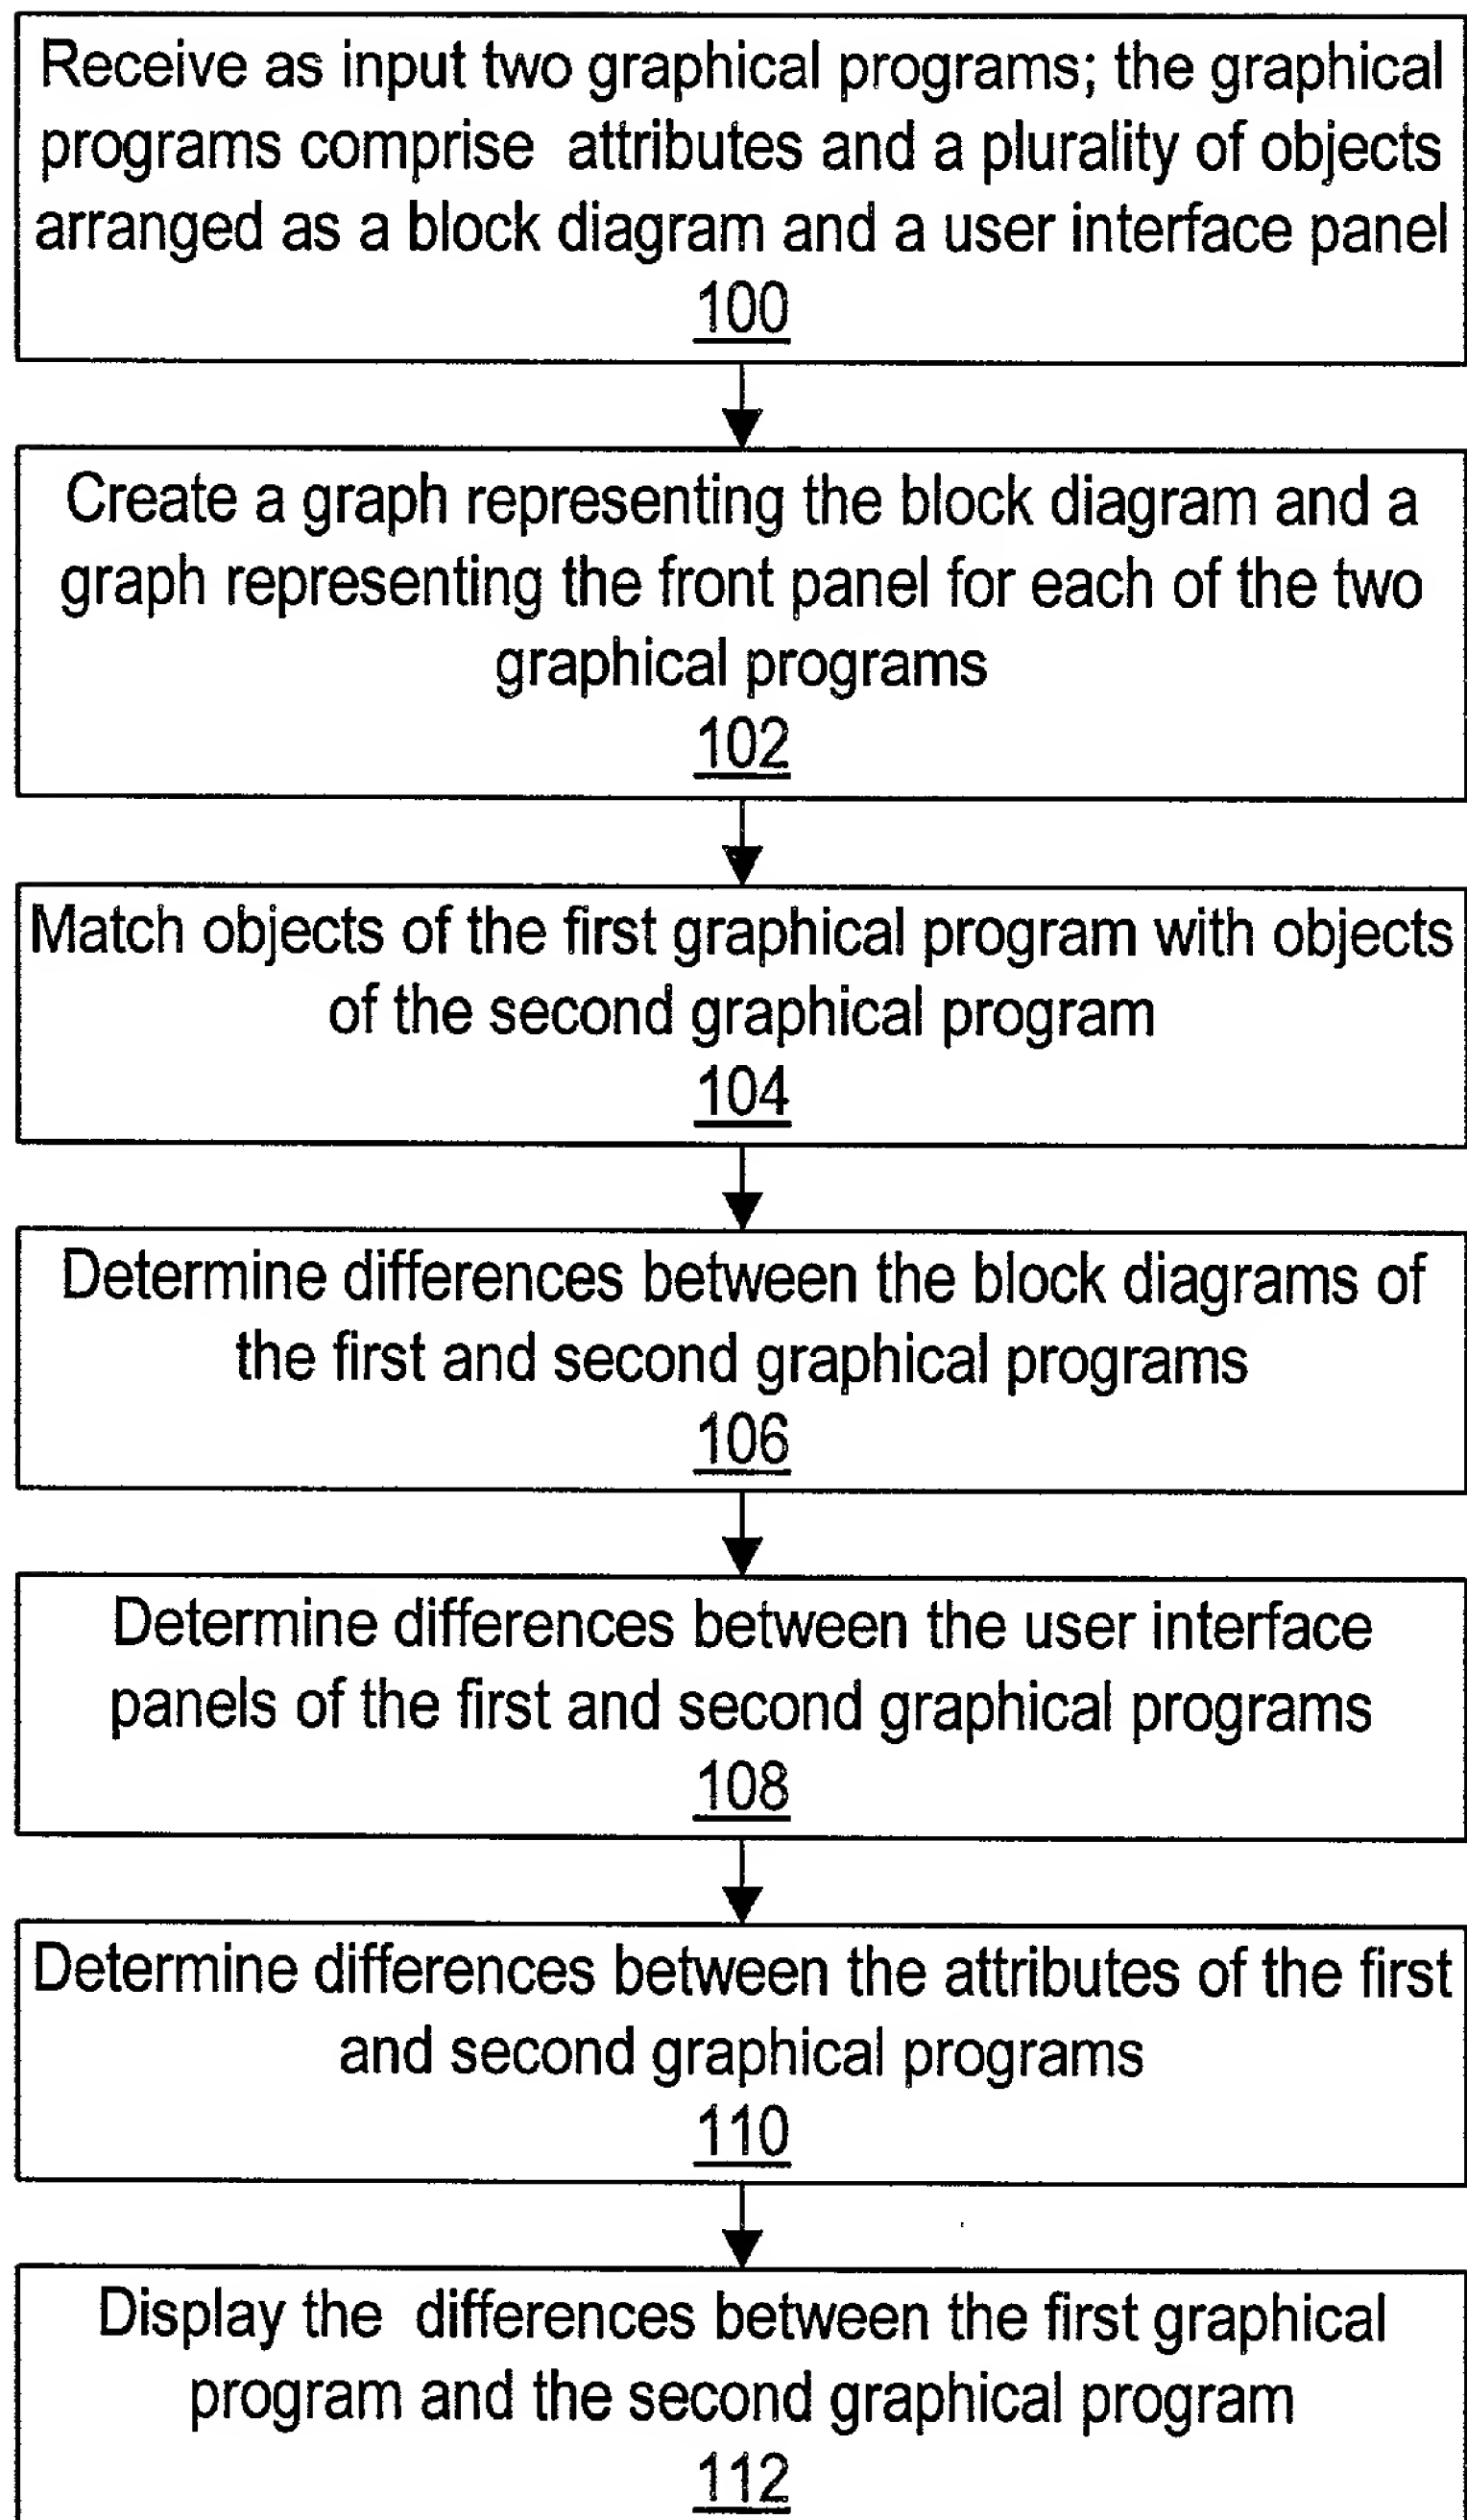 Receive as input two graphical programs; the graphical
programs comprise attributes and a plurality of objects
arranged as a block diagram and a user interface panel
100
Create a graph representing the block diagram and a
graph representing the front panel for each of the two
graphical programs
102
Match objects of the first graphical program with objects
of the second graphical program
104
Determine differences between the block diagrams of
the first and second graphical programs
106
Determine differences between the user interface
panels of the first and second graphical programs
108
Determine differences between the attributes of the first
and second graphical programs
110
Display the differences between the first graphical
program and the second graphical program
112